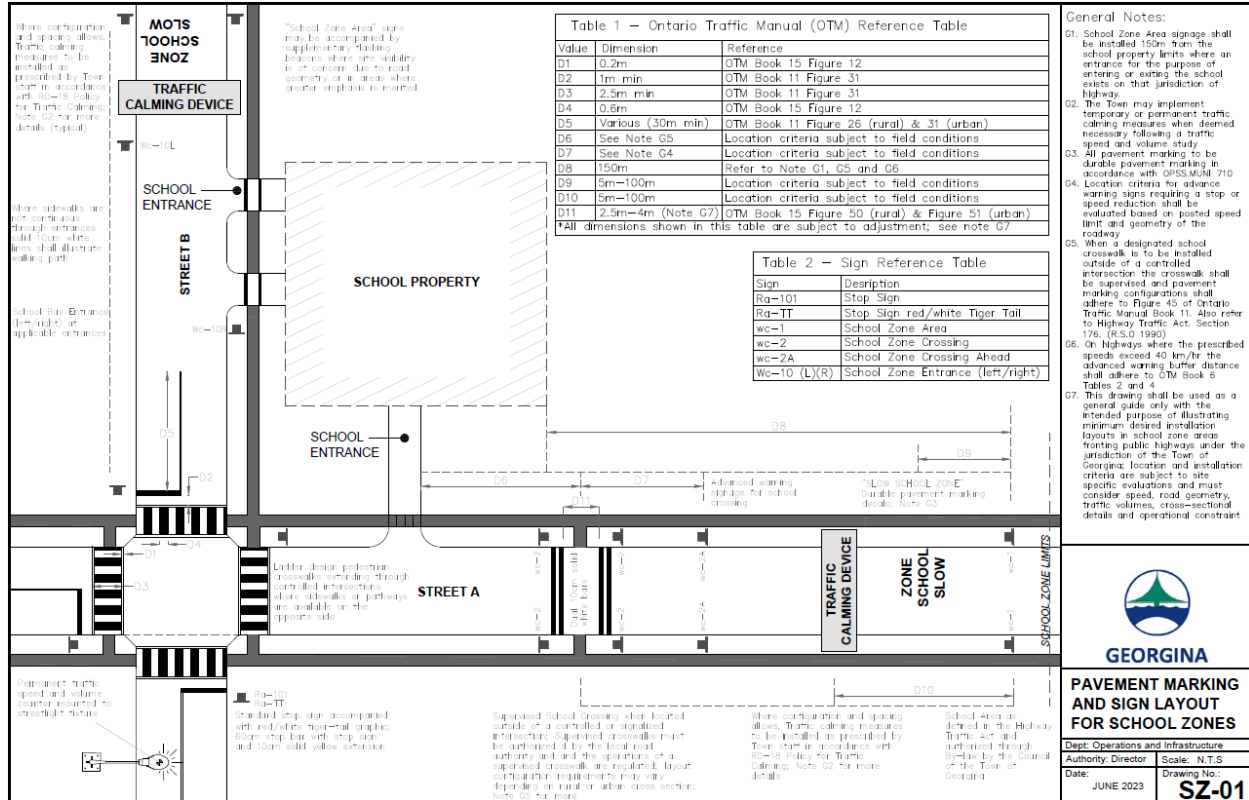 Where configuration
and spacing allows,
Traffic calming
measures to be
installed as
prescribed by Town
staff in accordance
with RD-18 Policy
for Traffic Calming;
Note G2 for more
details (typical)
SLOW
SCHOOL
ZONE
TRAFFIC
CALMING DEVICE
Wc-10L
SCHOOL
ENTRANCE
Where sidewalks are
not continuous
through entrances
solid 10cm white
lines shall illustrate
walking path
STREET B
School Bus Entrance
(left/right) at
applicable entrances
Wc-10R
"School Zone Area" signs
may be accompanied by
supplementary flashing
beacons where site visibility
is of concern due to road
geometry or in areas where
greater emphasis is merited
SCHOOL PROPERTY
Table 1 – Ontario Traffic Manual (OTM) Reference Table
Value Dimension Reference
D1 0.2m OTM Book 15 Figure 12
D2 1m min OTM Book 11 Figure 31
D3 2.5m min OTM Book 11 Figure 31
D4 0.6m OTM Book 15 Figure 12
D5 Various (30m min) OTM Book 11 Figure 26 (rural) & 31 (urban)
D6 See Note G5 Location criteria subject to field conditions
D7 See Note G4 Location criteria subject to field conditions
D8 150m Refer to Note G1, G5 and G6
D9 5m-100m Location criteria subject to field conditions
D10 5m-100m Location criteria subject to field conditions
D11 2.5m-4m (Note G7) OTM Book 15 Figure 50 (rural) & Figure 51 (urban)
*All dimensions shown in this table are subject to adjustment; see note G7
Table 2 – Sign Reference Table
Sign Desription
Ra-101 Stop Sign
Ra-TT Stop Sign red/white Tiger Tail
wc-1 School Zone Area
wc-2 School Zone Crossing
wc-2A School Zone Crossing Ahead
Wc-10 (L)(R) School Zone Entrance (left/right)
SCHOOL
ENTRANCE
D5
D2
D8
D9
D6
D7
D11
Advanced warning
signage for school
crossing
"SLOW SCHOOL ZONE"
Durable pavement marking
decals; Note G3
D1
D4
D3
Ladder design pedestrian
crosswalks extending through
controlled intersections
where sidewalks or pathways
are available on the
opposite side
STREET A
wc-2
wc-2
Dual 10cm solid
white bars
wc-2
wc-2
wc-2A
wc-2A
TRAFFIC
CALMING DEVICE
ZONE
SCHOOL
SLOW
wc-1
wc-1
SCHOOL ZONE LIMITS
D10
Permanent traffic
speed and volume
counter mounted to
streetlight fixture
Ra-101
Ra-TT
Standard stop sign accompanied
with red/white tiger-tail graphic;
60cm stop bar with stop sign
and 10cm solid yellow extension
Supervised School Crossing when located
outside of a controlled or signalized
intersection; Supervised crosswalks must
be authorized d by the local road
authority and and the operations of a
supervised crosswalk are regulated; layout
configuration requirements may vary
depending on rural or urban cross section;
Note G5 for more
Where configuration and spacing
allows, Traffic calming measures
to be installed as prescribed by
Town staff in accordance with
RD-18 Policy for Traffic
Calming; Note G2 for more
details
School Area as
defined in the Highway
Traffic Act and
authorized through
By-law by the Council
of the Town of
Georgina
General Notes:
G1. School Zone Area signage shall
be installed 150m from the
school property limits where an
entrance for the purpose of
entering or exiting the school
exists on that jurisdiction of
highway.
G2. The Town may implement
temporary or permanent traffic
calming measures when deemed
necessary following a traffic
speed and volume study
G3. All pavement marking to be
durable pavement marking in
accordance with OPSS.MUNI 710
G4. Location criteria for advance
warning signs requiring a stop or
speed reduction shall be
evaluated based on posted speed
limit and geometry of the
roadway
G5. When a designated school
crosswalk is to be installed
outside of a controlled
intersection the crosswalk shall
be supervised and pavement
marking configurations shall
adhere to Figure 45 of Ontario
Traffic Manual Book 11. Also refer
to Highway Traffic Act. Section
176. (R.S.O 1990)
G6. On highways where the prescribed
speeds exceed 40 km/hr the
advanced warning buffer distance
shall adhere to OTM Book 6
Tables 2 and 4
G7. This drawing shall be used as a
general guide only with the
intended purpose of illustrating
minimum desired installation
layouts in school zone areas
fronting public highways under the
jurisdiction of the Town of
Georgina; location and installation
criteria are subject to site
specific evaluations and must
consider speed, road geometry,
traffic volumes, cross-sectional
details and operational constraint
GEORGINA
PAVEMENT MARKING
AND SIGN LAYOUT
FOR SCHOOL ZONES
Dept: Operations and Infrastructure
Authority: Director Scale: N.T.S
Date: JUNE 2023
Drawing No.: SZ-01